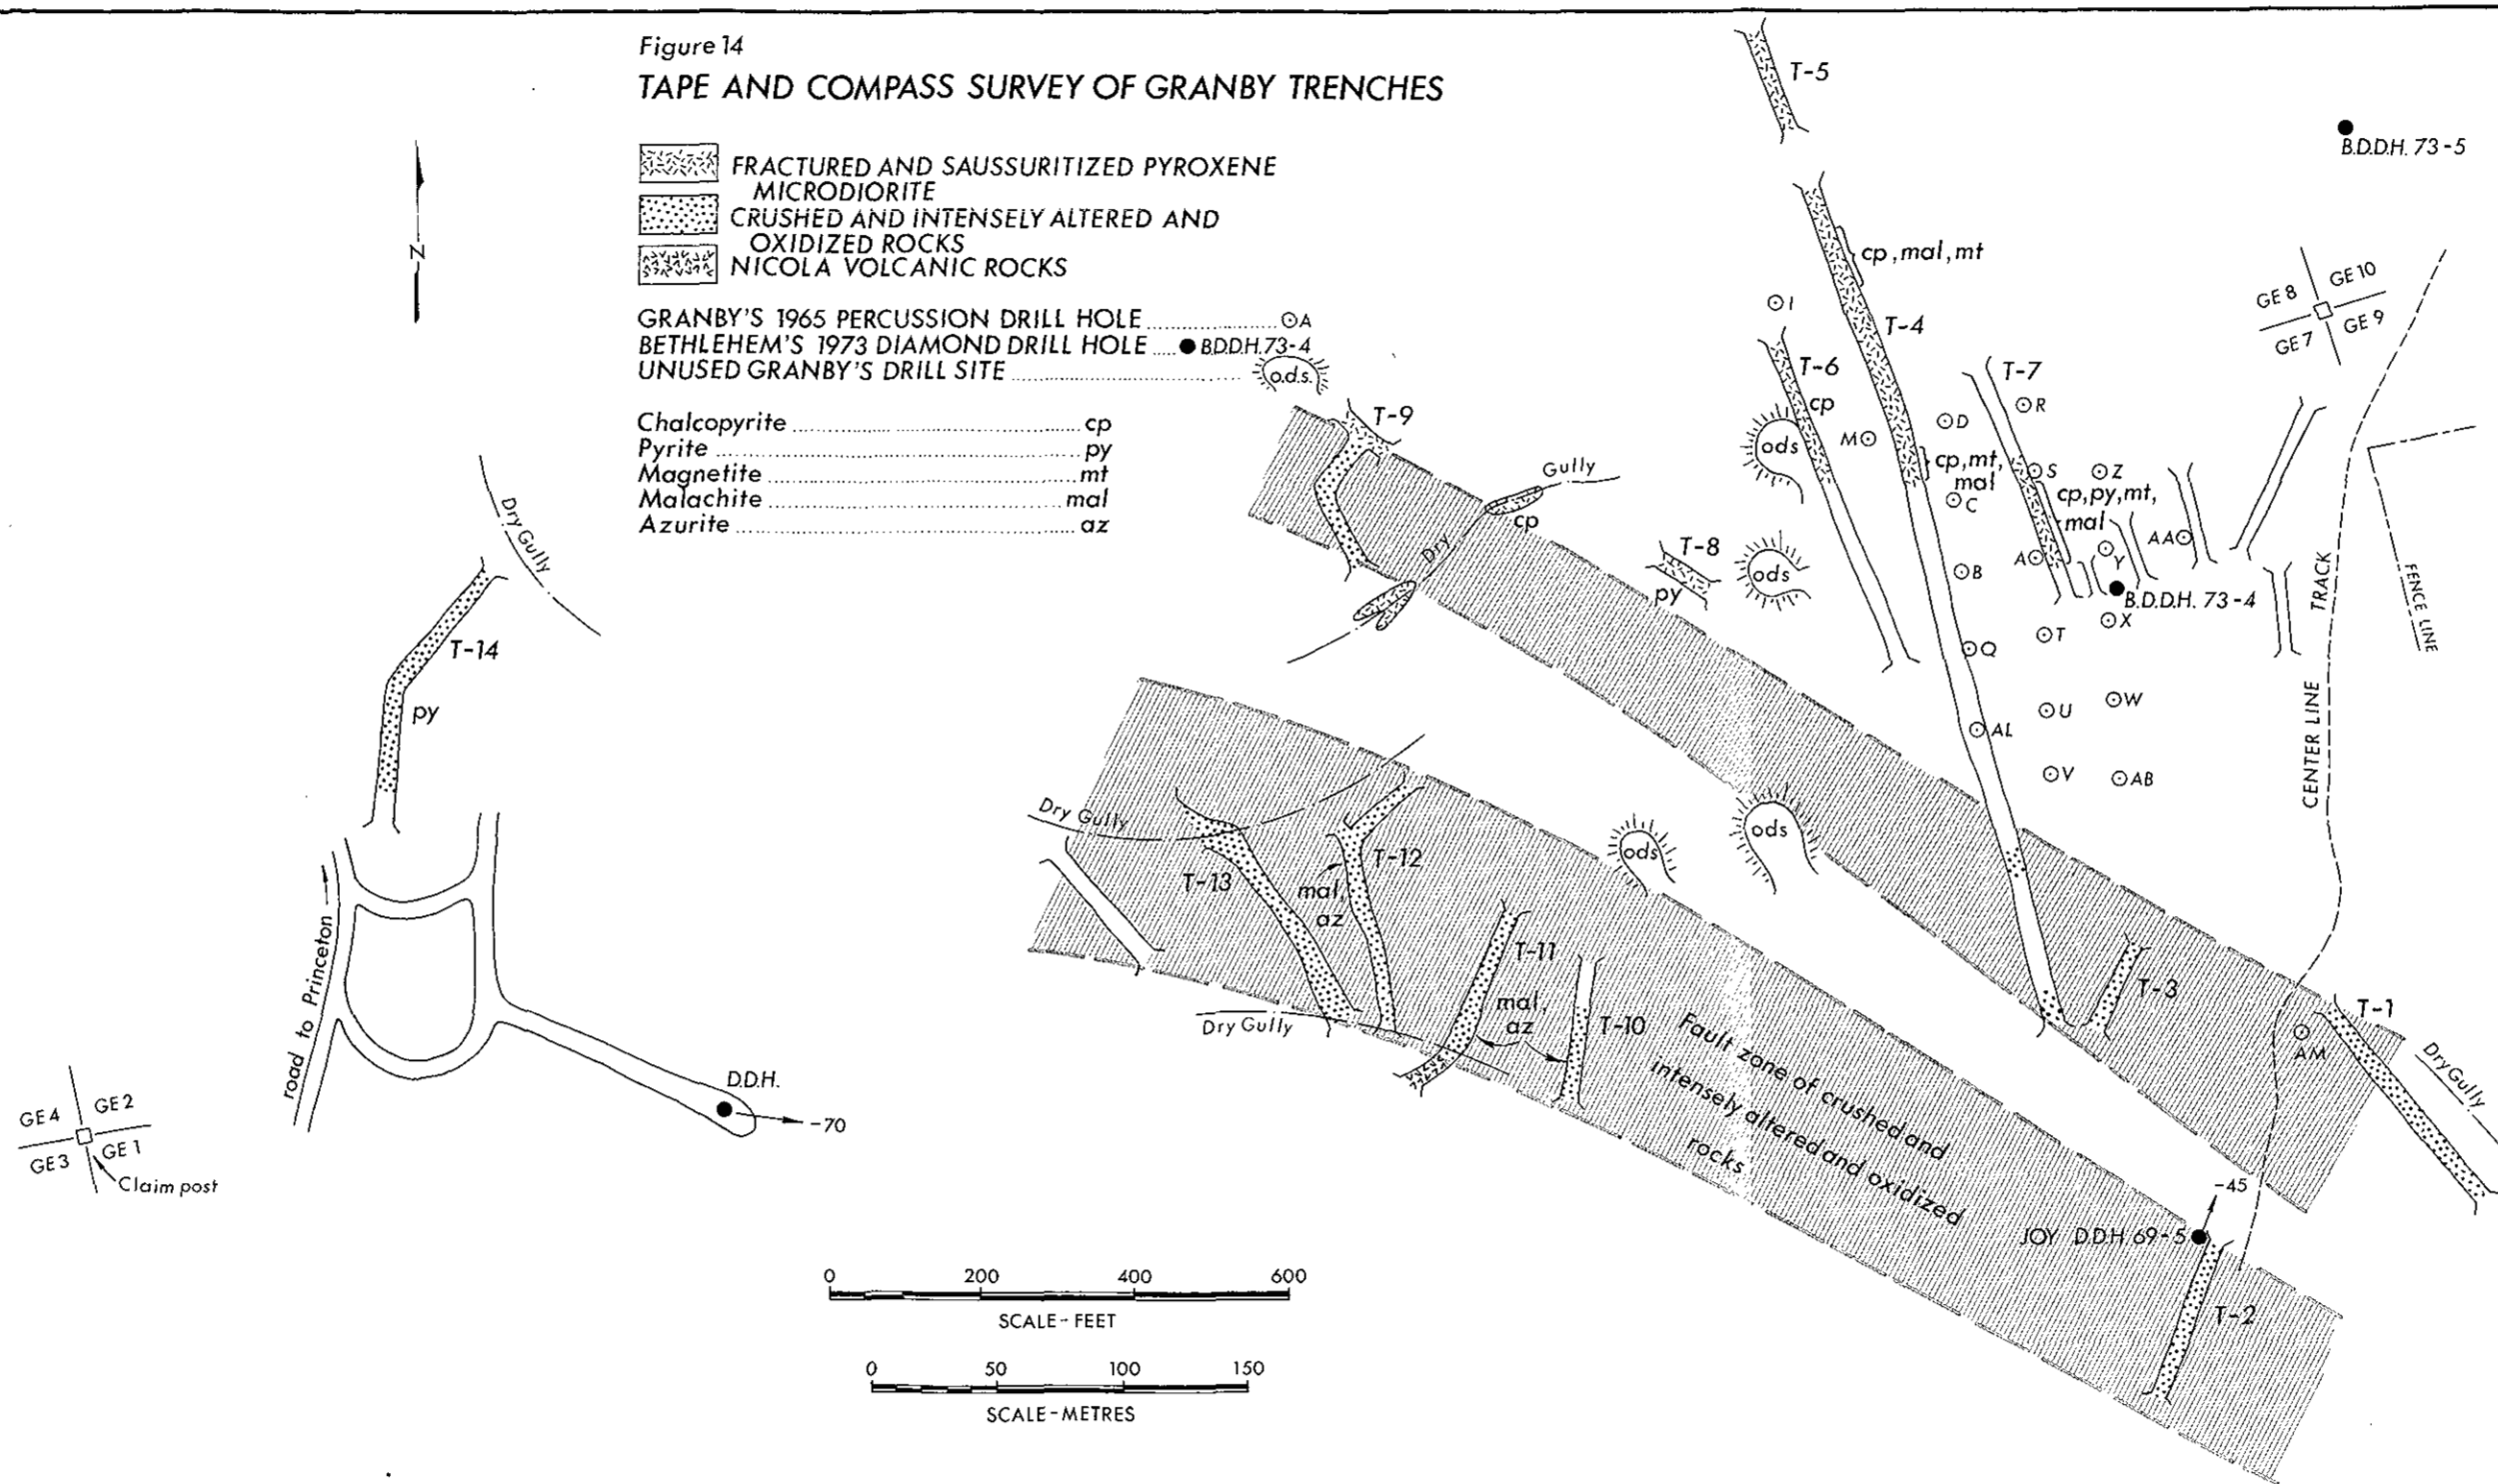 Figure 14
TAPE AND COMPASS SURVEY OF GRANBY TRENCHES
FRACTURED AND SAUSSURITIZED PYROXENE
MICRODIORITE
CRUSHED AND INTENSELY ALTERED AND
OXIDIZED ROCKS
NICOLA VOLCANIC ROCKS
GRANBY'S 1965 PERCUSSION DRILL HOLE A
BETHLEHEM'S 1973 DIAMOND DRILL HOLE B.D.D.H. 73-4
UNUSED GRANBY'S DRILL SITE o.d.s.
Chalcopyrite cp
Pyrite py
Magnetite mt
Malachite mal
Azurite az
N
T-5
B.D.D.H. 73-5
cp, mal, mt
GE 8
GE 10
GE 7
GE 9
I
T-4
T-6
cp
T-7
R
D
M
ods
T-9
Gully
Dry
cp
cp, mt,
mal
C
S
Z
cp, py, mt,
mal
AA
A
Y
B
B.D.D.H. 73-4
X
T-8
py
ods
T
Q
U
W
AL
V
AB
CENTER LINE TRACK
FENCE LINE
Dry Gully
T-14
py
Dry Gully
T-13
T-12
mal,
az
ods
ods
T-11
mal,
az
T-10
Dry Gully
T-3
T-1
AM
Dry Gully
Fault zone of crushed and
intensely altered and oxidized
rocks
road to Princeton
D.D.H.
-70
GE 4
GE 2
GE 3
GE 1
Claim post
-45
JOY D.D.H. 69-5
T-2
0 200 400 600
SCALE - FEET
0 50 100 150
SCALE - METRES